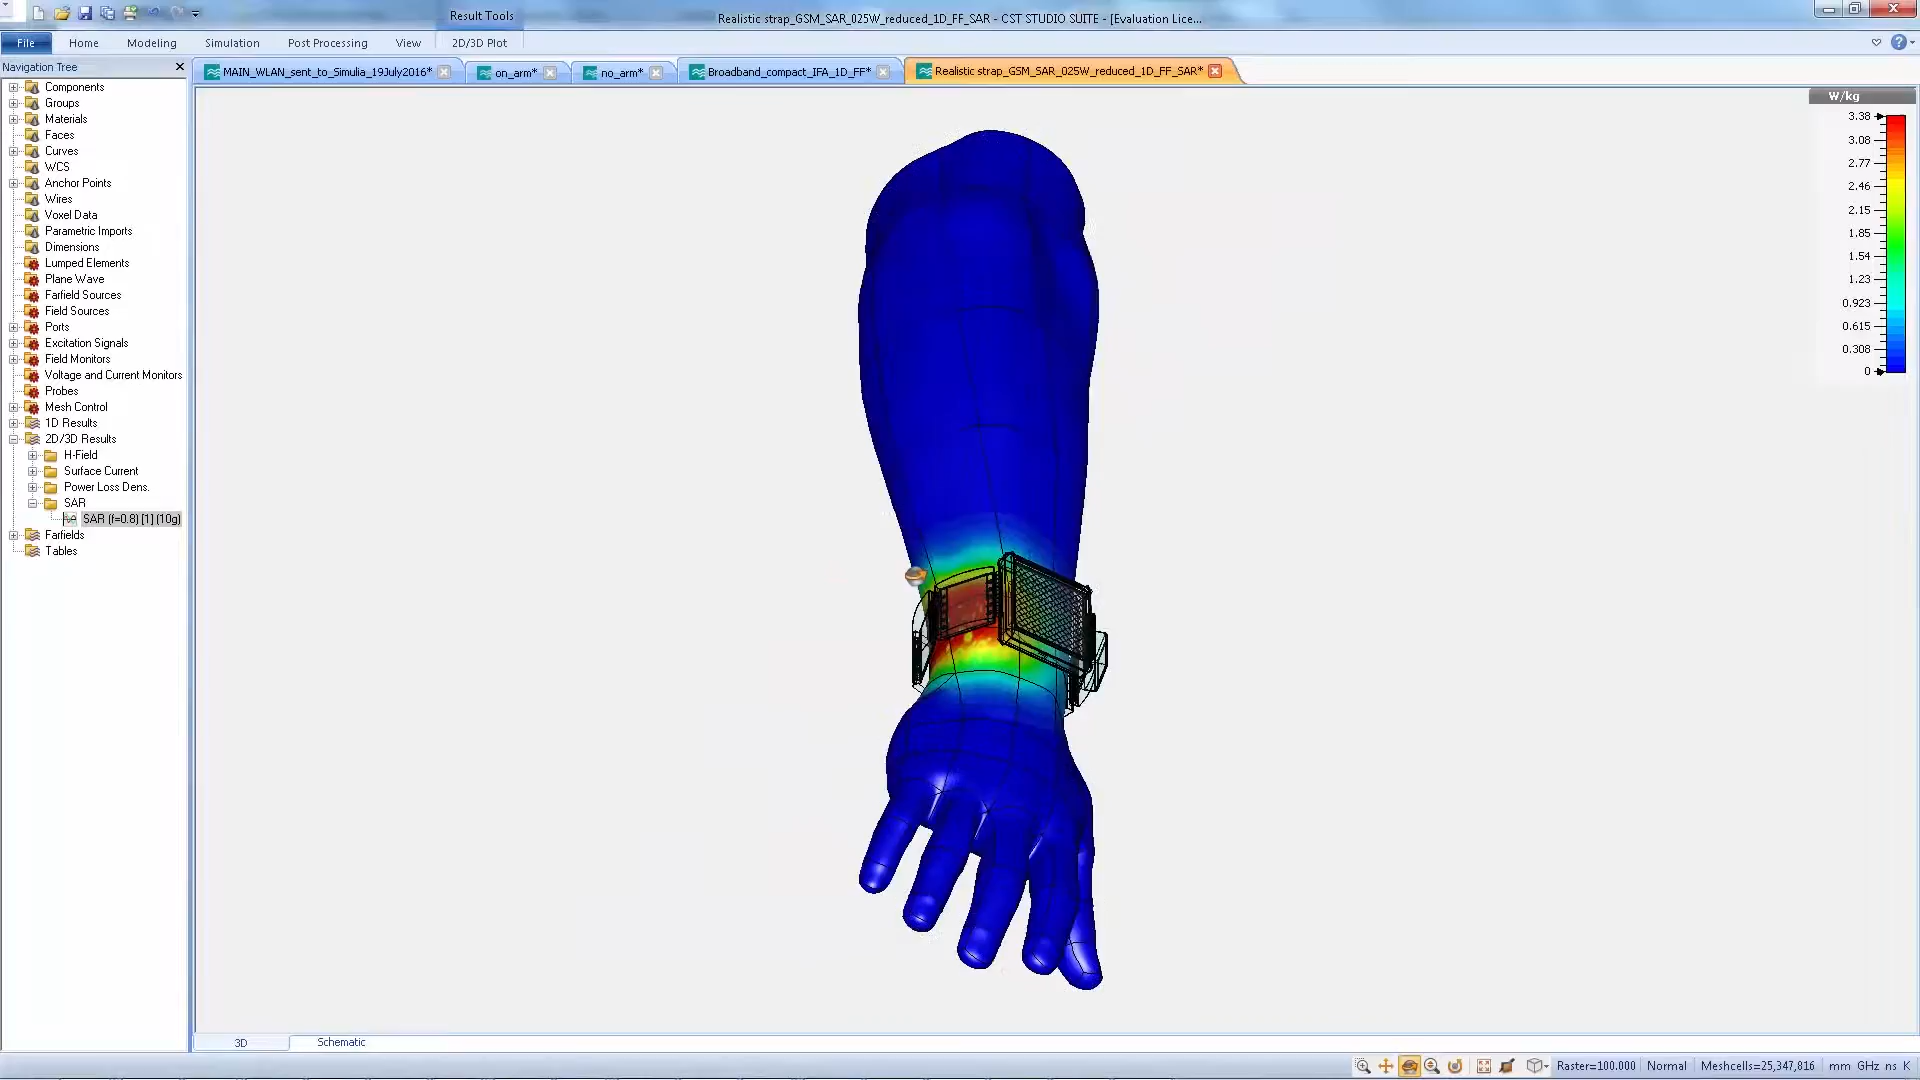 Result Tools
Realistic strap_GSM_SAR_025W_reduced_1D_FF_SAR - CST STUDIO SUITE - [Evaluation Lice...
File
Home
Modeling
Simulation
Post Processing
View
2D/3D Plot
Navigation Tree
MAIN_WLAN_sent_to_Simulia_19July2016*
on_arm*
no_arm*
Broadband_compact_IFA_1D_FF*
Realistic strap_GSM_SAR_025W_reduced_1D_FF_SAR*
Components
Groups
Materials
Faces
Curves
WCS
Anchor Points
Wires
Voxel Data
Parametric Imports
Dimensions
Lumped Elements
Plane Wave
Farfield Sources
Field Sources
Ports
Excitation Signals
Field Monitors
Voltage and Current Monitors
Probes
Mesh Control
1D Results
2D/3D Results
H-Field
Surface Current
Power Loss Dens.
SAR
SAR (f=0.8) [1] (10g)
Farfields
Tables
W/kg
3.38
3.08
2.77
2.46
2.15
1.85
1.54
1.23
0.923
0.615
0.308
0
3D
Schematic
Raster=100.000
Normal
Meshcells=25,347,816
mm GHz ns K